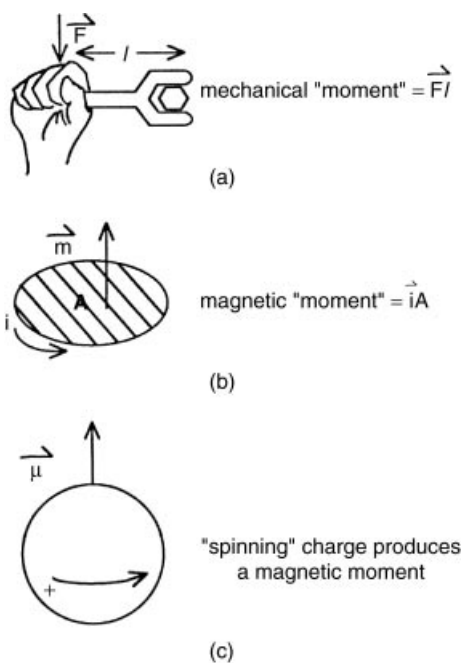 F
l
mechanical "moment" = Fl
(a)
m
A
i
magnetic "moment" = iA
(b)
μ
"spinning" charge produces
a magnetic moment
+
(c)